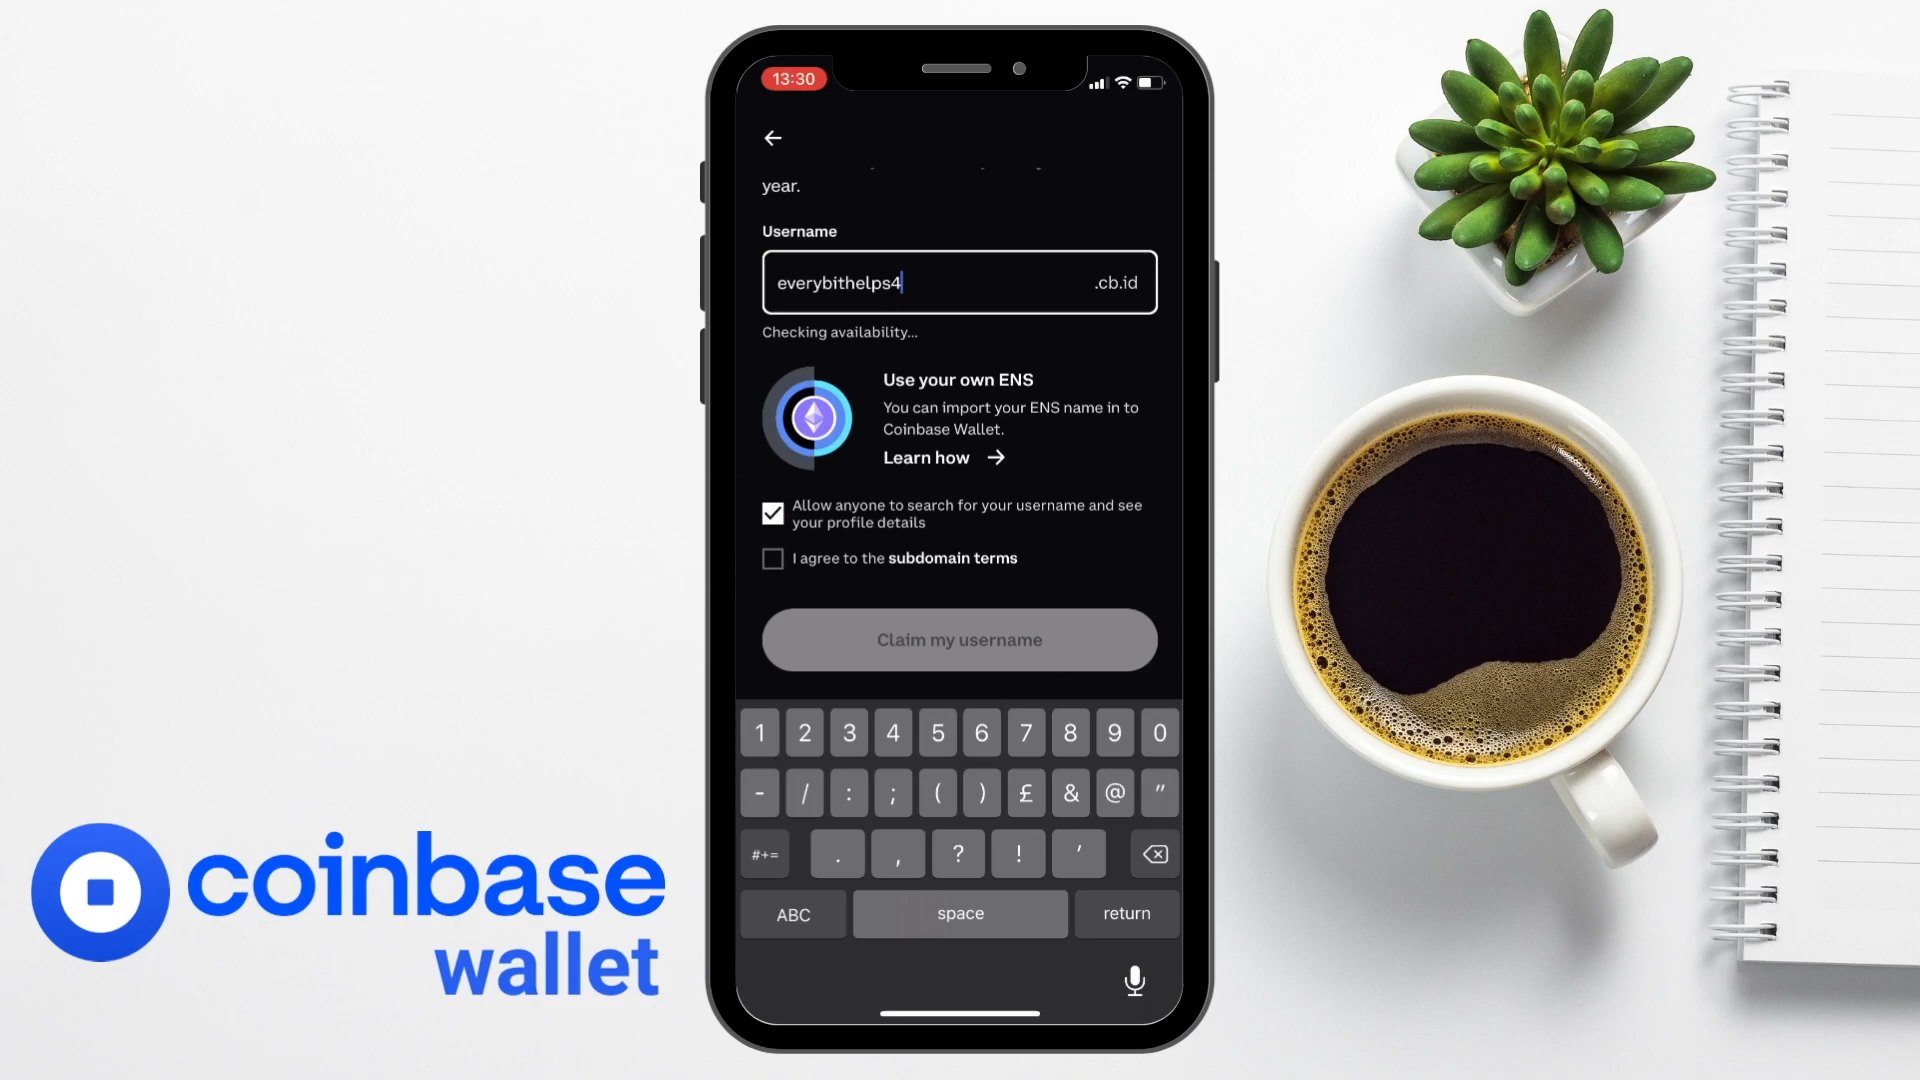 13:30
year.
Username
everybithelps4
.cb.id
Checking availability...
Use your own ENS
You can import your ENS name in to
Coinbase Wallet.
Learn how →
Allow anyone to search for your username and see
your profile details
I agree to the subdomain terms
Claim my username
1 2 3 4 5 6 7 8 9 0
- / : ; ( ) £ & @ "
#+= . , ? ! '
ABC space return
coinbase
wallet